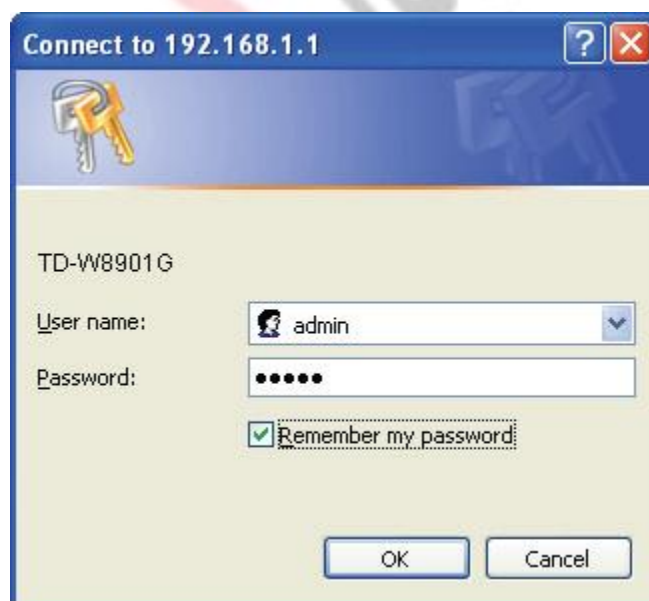 Connect to 192.168.1.1
TD-W8901G
User name:
admin
Password:
•••••
Remember my password
OK
Cancel